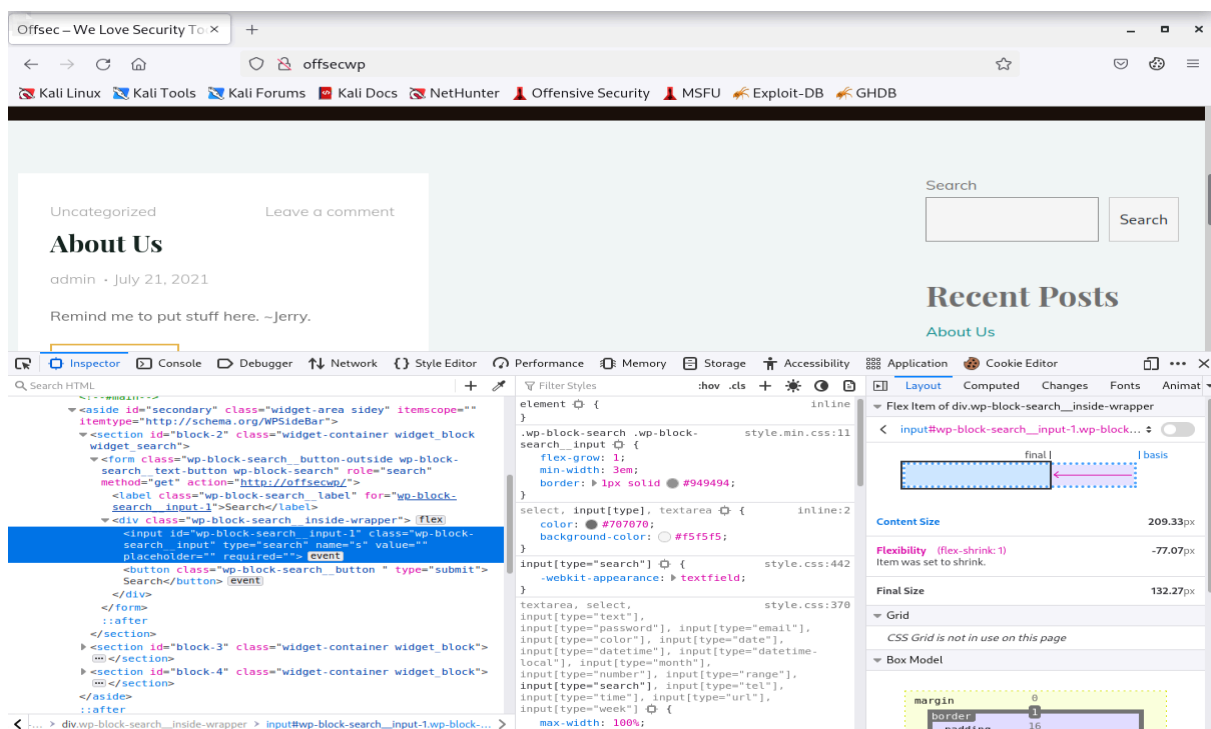 Offsec – We Love Security To
offsecwp
Kali Linux Kali Tools Kali Forums Kali Docs NetHunter Offensive Security MSFU Exploit-DB GHDB
Uncategorized Leave a comment
About Us
admin • July 21, 2021
Remind me to put stuff here. ~Jerry.
Search
Search
Recent Posts
About Us
Inspector Console Debugger Network {} Style Editor Performance Memory Storage Accessibility Application Cookie Editor
Search HTML
<!--#main-->
<aside id="secondary" class="widget-area sidey" itemscope=""
itemtype="http://schema.org/WPSideBar">
<section id="block-2" class="widget-container widget_block
widget_search">
<form class="wp-block-search__button-outside wp-block-
search__text-button wp-block-search" role="search"
method="get" action="http://offsecwp/">
<label class="wp-block-search__label" for="wp-block-
search__input-1">Search</label>
<div class="wp-block-search__inside-wrapper"> flex
<input id="wp-block-search__input-1" class="wp-block-
search__input" type="search" name="s" value=""
placeholder="" required=""> event
<button class="wp-block-search__button " type="submit">
Search</button> event
</div>
</form>
::after
</section>
<section id="block-3" class="widget-container widget_block">
</section>
<section id="block-4" class="widget-container widget_block">
</section>
</aside>
::after
div.wp-block-search__inside-wrapper > input#wp-block-search__input-1.wp-block-...
Filter Styles :hov .cls
element { inline
}
.wp-block-search .wp-block- style.min.css:11
search__input {
flex-grow: 1;
min-width: 3em;
border: 1px solid #949494;
}
select, input[type], textarea { inline:2
color: #707070;
background-color: #f5f5f5;
}
input[type="search"] { style.css:442
-webkit-appearance: textfield;
}
textarea, select, style.css:370
input[type="text"],
input[type="password"], input[type="email"],
input[type="color"], input[type="date"],
input[type="datetime"], input[type="datetime-
local"], input[type="month"],
input[type="number"], input[type="range"],
input[type="search"], input[type="tel"],
input[type="time"], input[type="url"],
input[type="week"] {
max-width: 100%;
Layout Computed Changes Fonts Animat
Flex Item of div.wp-block-search__inside-wrapper
input#wp-block-search__input-1.wp-block...
final basis
Content Size 209.33px
Flexibility (flex-shrink: 1) -77.07px
Item was set to shrink.
Final Size 132.27px
Grid
CSS Grid is not in use on this page
Box Model
margin 0
border 1
padding 16